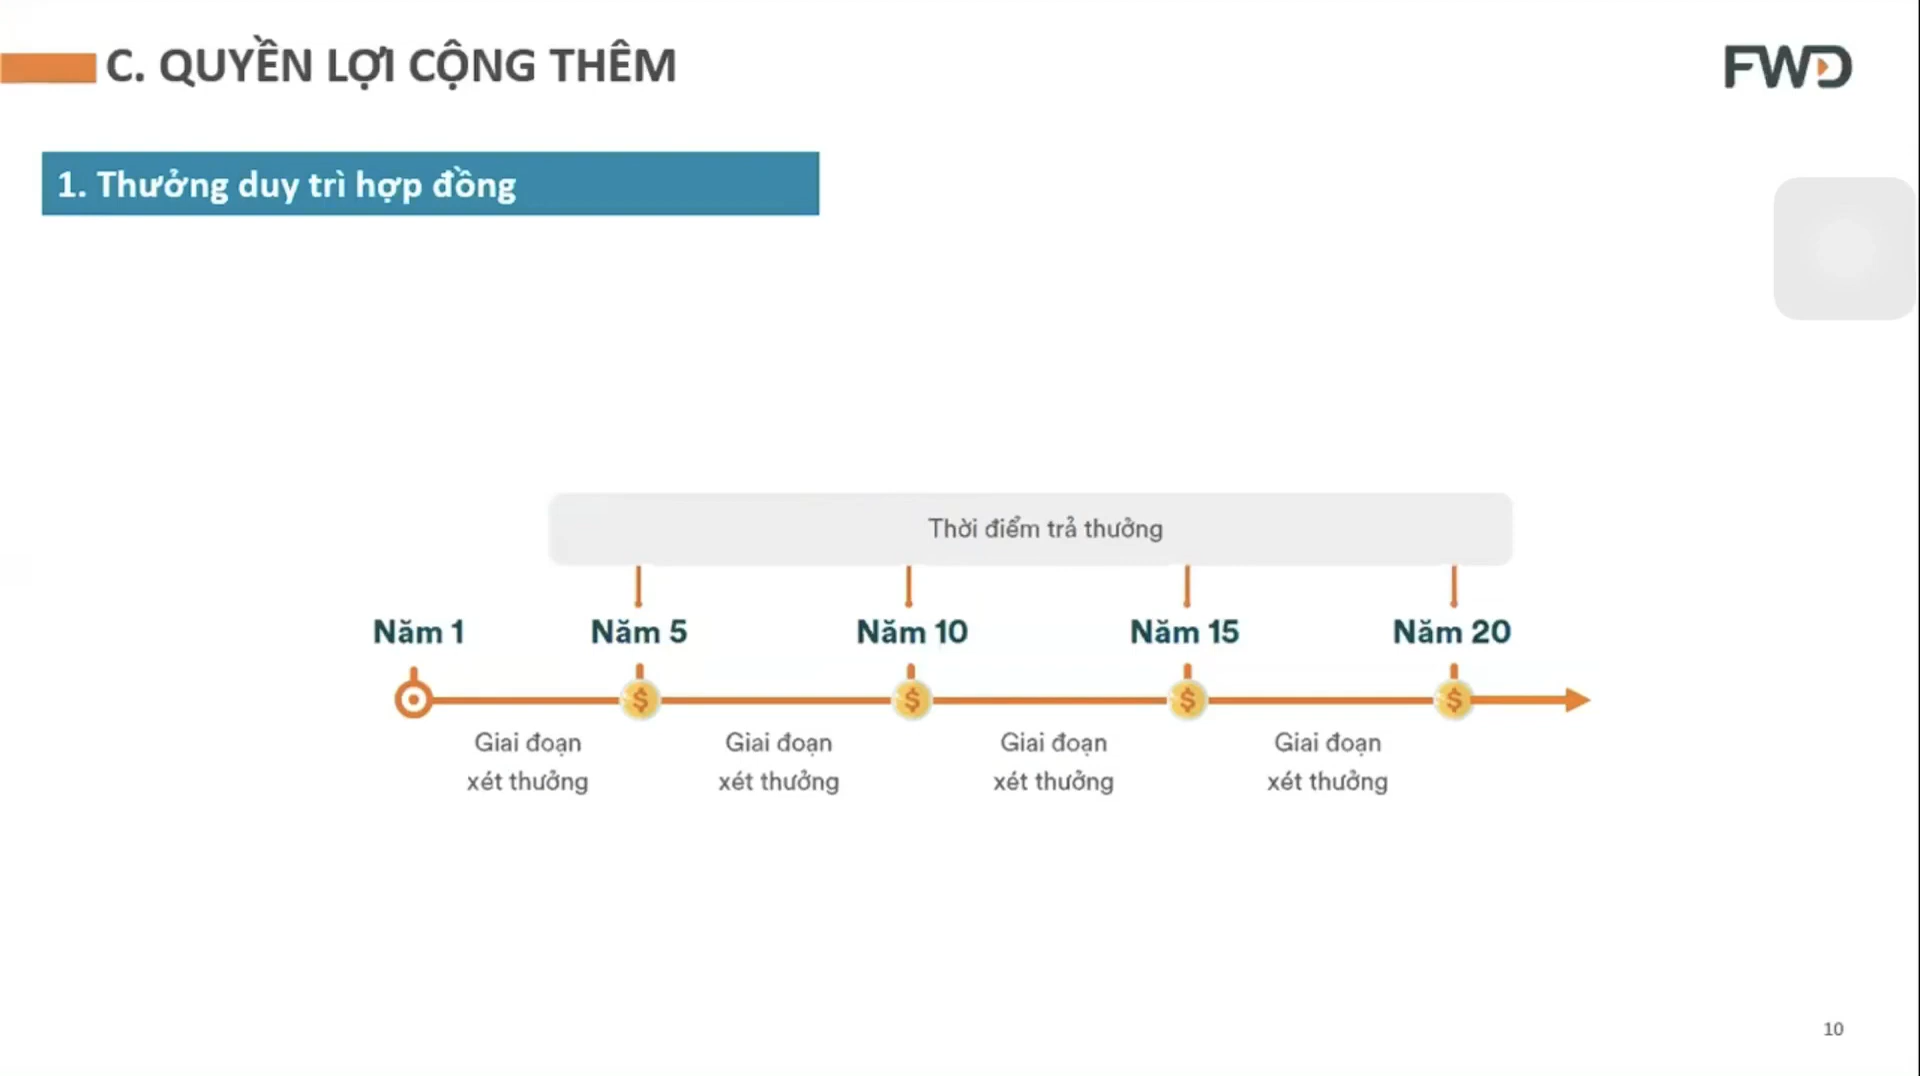 C. QUYỀN LỢI CỘNG THÊM
FWD
1. Thưởng duy trì hợp đồng
Thời điểm trả thưởng
Năm 1
Năm 5
Năm 10
Năm 15
Năm 20
$
$
$
$
Giai đoạn
xét thưởng
Giai đoạn
xét thưởng
Giai đoạn
xét thưởng
Giai đoạn
xét thưởng
10